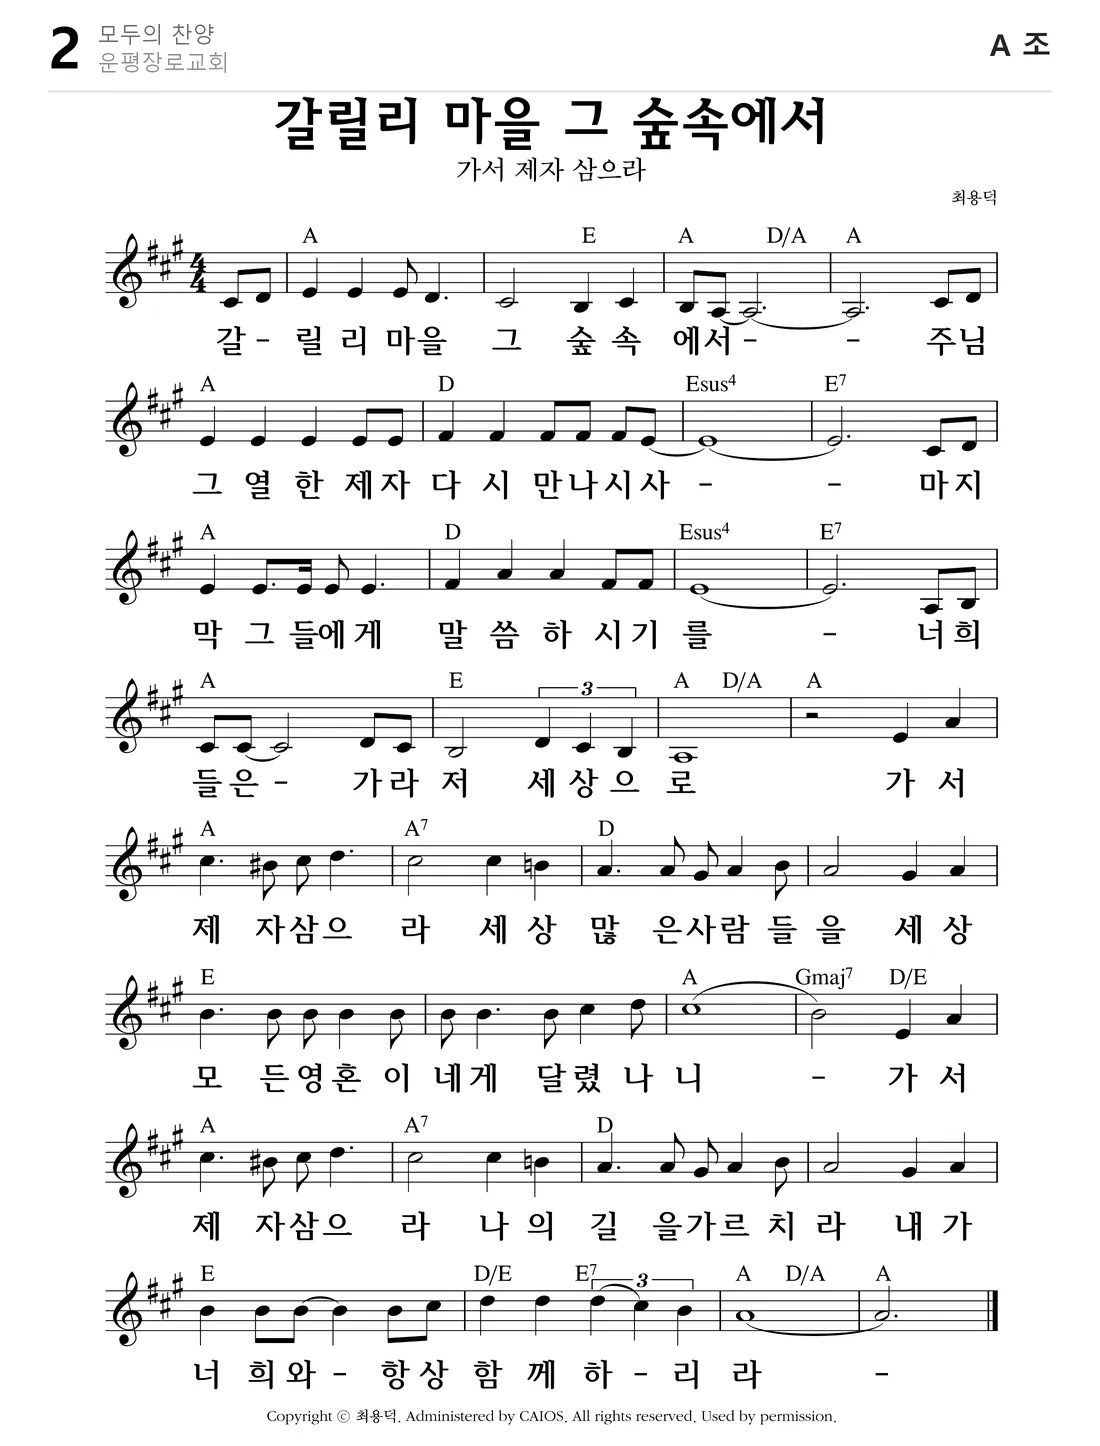 2
모두의 찬양
운평장로교회
A 조
갈릴리 마을 그 숲속에서
가서 제자 삼으라
최용덕
A E A D/A A
갈 - 릴 리 마을 그 숲 속 에서 - - 주님
A D Esus4 E7
그 열 한 제 자 다 시 만 나 시 사 - - 마 지
A D Esus4 E7
막 그 들에 게 말 씀 하 시 기 를 - 너 희
A E 3 A D/A A
들 은 - 가 라 저 세 상 으 로 가 서
A A7 D
제 자 삼 으 라 세 상 많 은 사 람 들 을 세 상
E A Gmaj7 D/E
모 든 영 혼 이 네 게 달 렸 나 니 - 가 서
A A7 D
제 자 삼 으 라 나 의 길 을 가 르 치 라 내 가
E D/E E7 3 A D/A A
너 희 와 - 항 상 함 께 하 - 리 라 -
Copyright ⓒ 최용덕. Administered by CAIOS. All rights reserved. Used by permission.